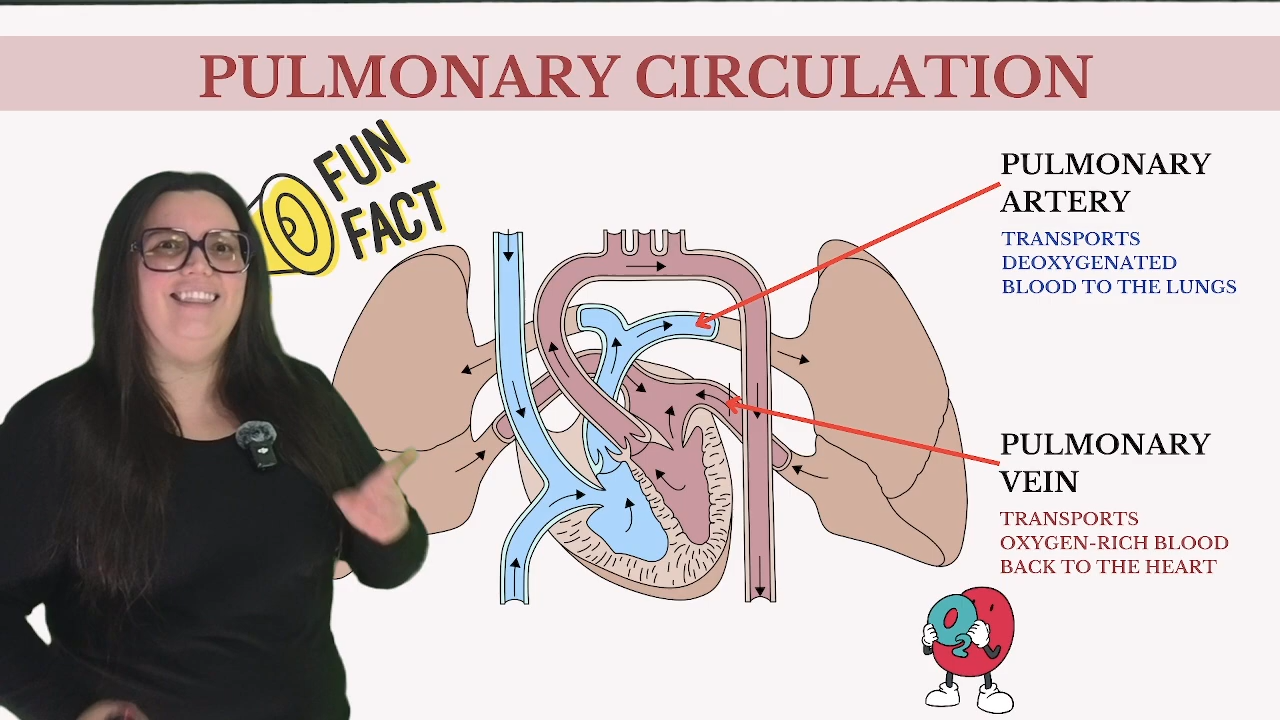 PULMONARY CIRCULATION
FUN
FACT
PULMONARY
ARTERY
TRANSPORTS
DEOXYGENATED
BLOOD TO THE LUNGS
PULMONARY
VEIN
TRANSPORTS
OXYGEN-RICH BLOOD
BACK TO THE HEART
O2